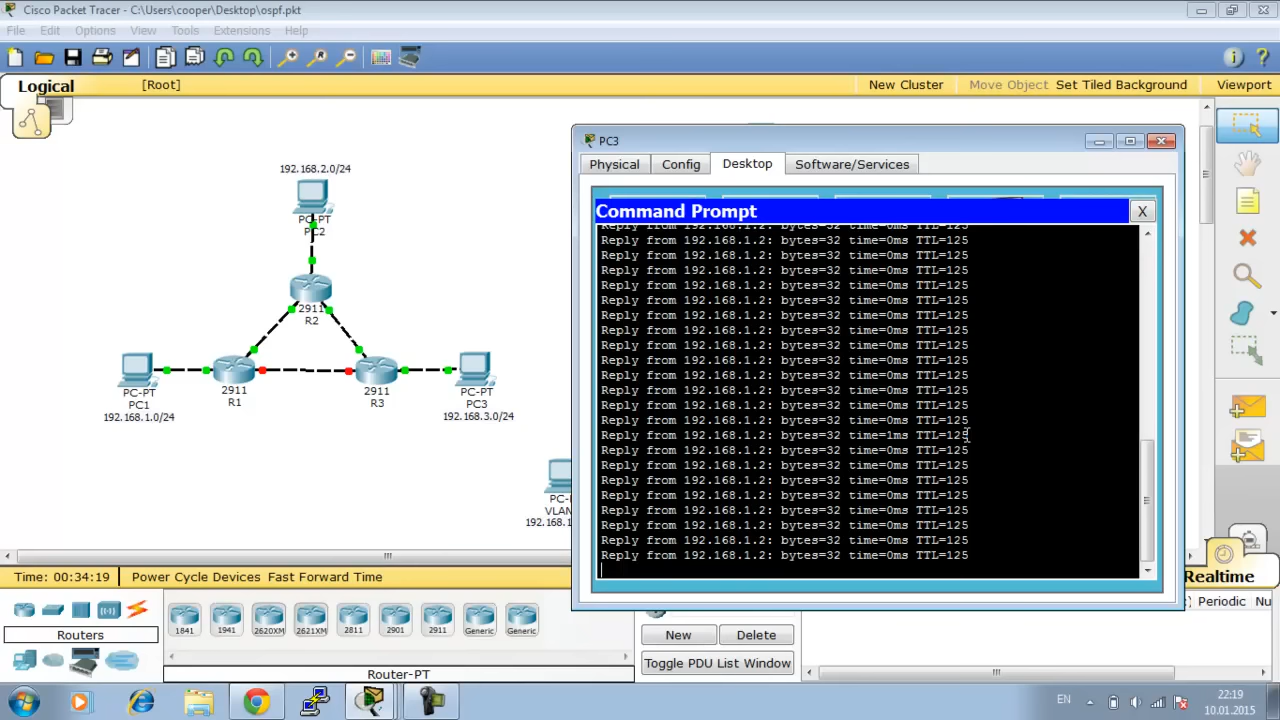 Cisco Packet Tracer - C:\Users\cooper\Desktop\ospf.pkt
File Edit Options View Tools Extensions Help
Logical
[Root]
New Cluster
Move Object
Set Tiled Background
Viewport
192.168.2.0/24
PC-PT
PC2
2911
R2
2911
R1
2911
R3
PC-PT
PC1
192.168.1.0/24
PC-PT
PC3
192.168.3.0/24
VLAN
192.168.1
PC3
Physical Config Desktop Software/Services
Command Prompt
X
Reply from 192.168.1.2: bytes=32 time=0ms TTL=125
Reply from 192.168.1.2: bytes=32 time=0ms TTL=125
Reply from 192.168.1.2: bytes=32 time=0ms TTL=125
Reply from 192.168.1.2: bytes=32 time=0ms TTL=125
Reply from 192.168.1.2: bytes=32 time=0ms TTL=125
Reply from 192.168.1.2: bytes=32 time=0ms TTL=125
Reply from 192.168.1.2: bytes=32 time=0ms TTL=125
Reply from 192.168.1.2: bytes=32 time=0ms TTL=125
Reply from 192.168.1.2: bytes=32 time=0ms TTL=125
Reply from 192.168.1.2: bytes=32 time=0ms TTL=125
Reply from 192.168.1.2: bytes=32 time=0ms TTL=125
Reply from 192.168.1.2: bytes=32 time=0ms TTL=125
Reply from 192.168.1.2: bytes=32 time=0ms TTL=125
Reply from 192.168.1.2: bytes=32 time=0ms TTL=125
Reply from 192.168.1.2: bytes=32 time=1ms TTL=125
Reply from 192.168.1.2: bytes=32 time=0ms TTL=125
Reply from 192.168.1.2: bytes=32 time=0ms TTL=125
Reply from 192.168.1.2: bytes=32 time=0ms TTL=125
Reply from 192.168.1.2: bytes=32 time=0ms TTL=125
Reply from 192.168.1.2: bytes=32 time=0ms TTL=125
Reply from 192.168.1.2: bytes=32 time=0ms TTL=125
Reply from 192.168.1.2: bytes=32 time=0ms TTL=125
Reply from 192.168.1.2: bytes=32 time=0ms TTL=125
Time: 00:34:19
Power Cycle Devices Fast Forward Time
Realtime
Routers
1841 1941 2620XM 2621XM 2811 2901 2911 Generic Generic
Router-PT
New
Delete
Toggle PDU List Window
Periodic
Nu
EN
22:19
10.01.2015